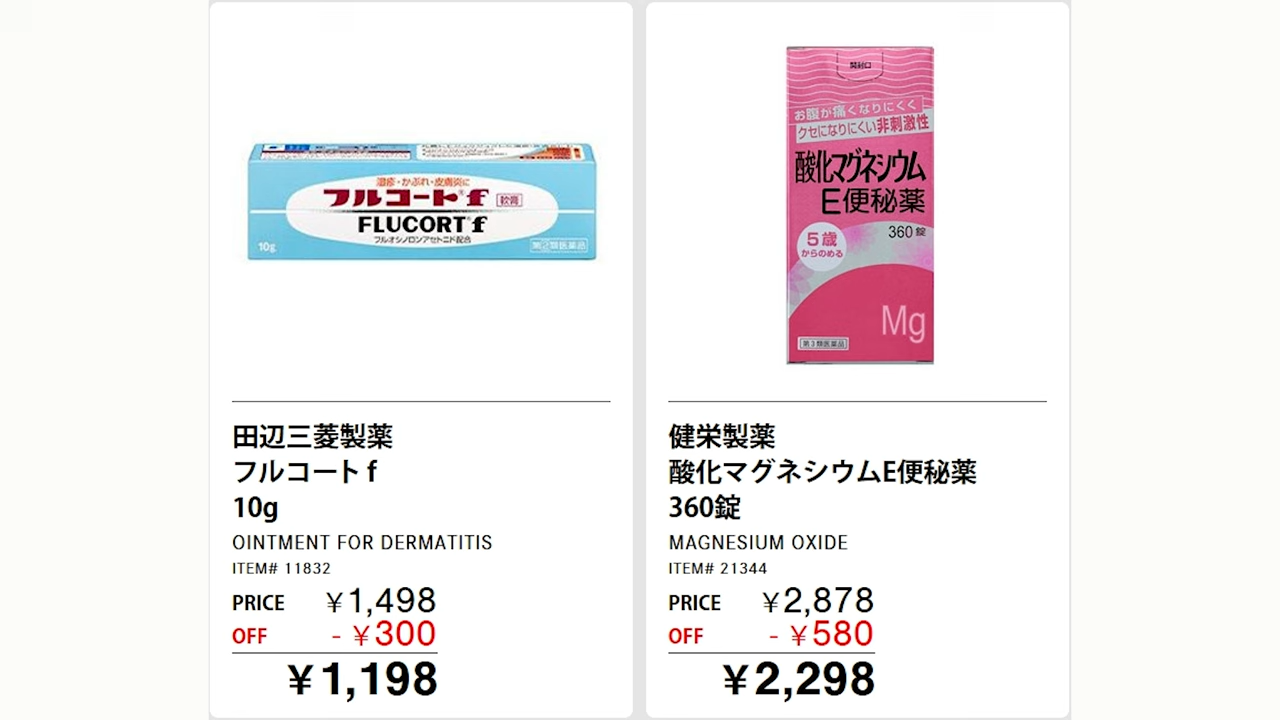 湿疹・かぶれ・皮膚炎に
フルコート®f 軟膏
FLUCORT®f
フルオシノロンアセトニド配合
10g
第②類医薬品
田辺三菱製薬
フルコートf
10g
OINTMENT FOR DERMATITIS
ITEM# 11832
PRICE ¥1,498
OFF - ¥300
¥1,198
開封口
お腹が痛くなりにくく
クセになりにくい非刺激性
酸化マグネシウム
E便秘薬
360錠
5歳
からのめる
Mg
第3類医薬品
健栄製薬
酸化マグネシウムE便秘薬
360錠
MAGNESIUM OXIDE
ITEM# 21344
PRICE ¥2,878
OFF - ¥580
¥2,298